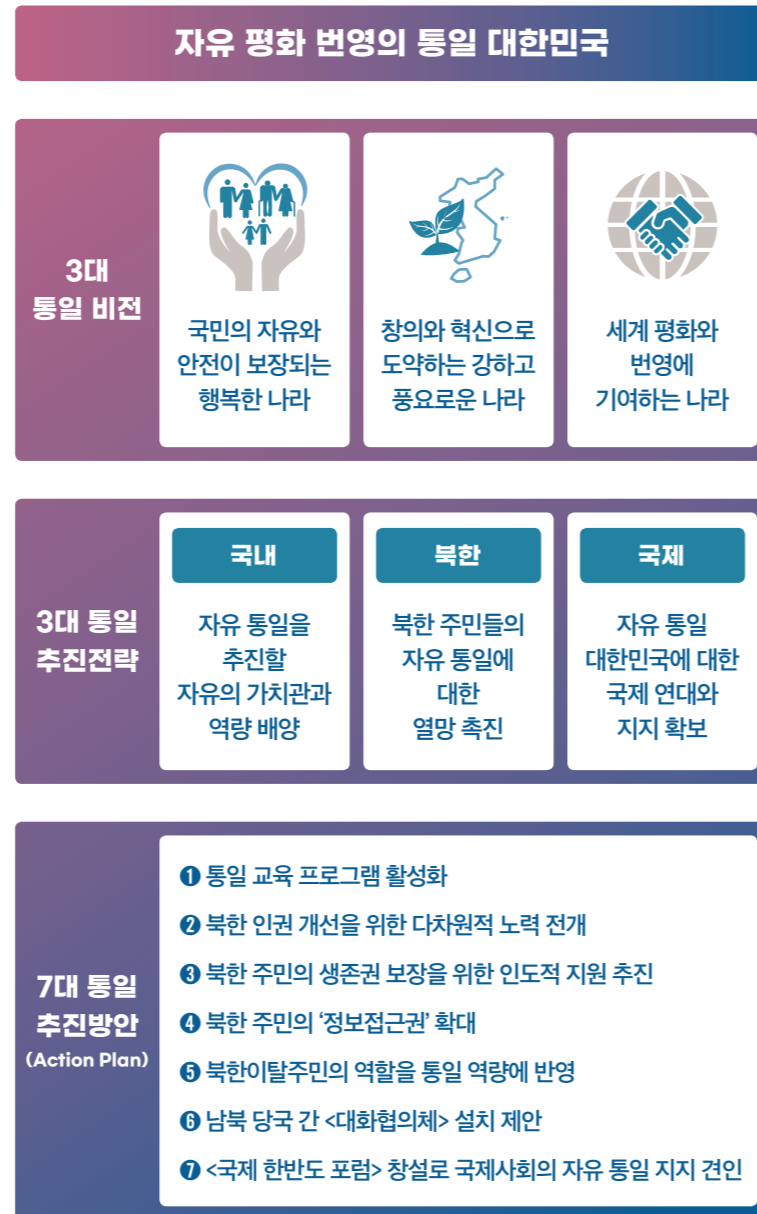 자유 평화 번영의 통일 대한민국
3대
통일 비전
국민의 자유와
안전이 보장되는
행복한 나라
창의와 혁신으로
도약하는 강하고
풍요로운 나라
세계 평화와
번영에
기여하는 나라
3대 통일
추진전략
국내
자유 통일을
추진할
자유의 가치관과
역량 배양
북한
북한 주민들의
자유 통일에
대한
열망 촉진
국제
자유 통일
대한민국에 대한
국제 연대와
지지 확보
7대 통일
추진방안
(Action Plan)
❶ 통일 교육 프로그램 활성화
❷ 북한 인권 개선을 위한 다차원적 노력 전개
❸ 북한 주민의 생존권 보장을 위한 인도적 지원 추진
❹ 북한 주민의 ‘정보접근권’ 확대
❺ 북한이탈주민의 역할을 통일 역량에 반영
❻ 남북 당국 간 <대화협의체> 설치 제안
❼ <국제 한반도 포럼> 창설로 국제사회의 자유 통일 지지 견인